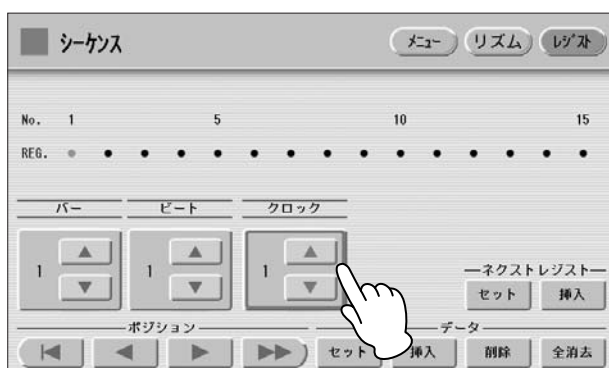 シーケンス メニュー リズム レジスト
No. 1 5 10 15
REG.
バー ビート クロック
1 1 1
ネクストレジスト
セット 挿入
ポジション データ
セット 挿入 削除 全消去